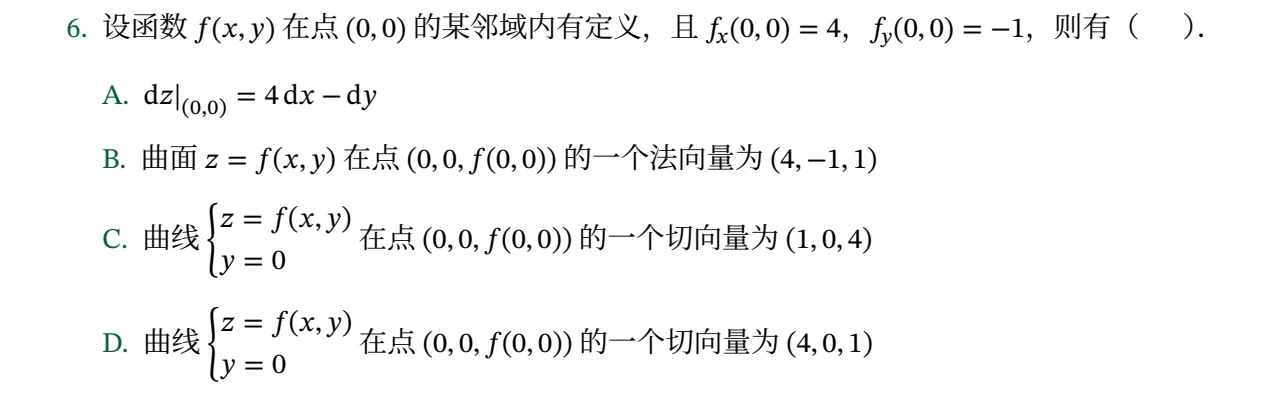 6. 设函数 f(x, y) 在点 (0, 0) 的某邻域内有定义，且 fₓ(0, 0) = 4，f_y(0, 0) = −1，则有（　　）.
A. dz|₍₀,₀₎ = 4 dx − dy
B. 曲面 z = f(x, y) 在点 (0, 0, f(0, 0)) 的一个法向量为 (4, −1, 1)
C. 曲线 { z = f(x, y) y = 0 在点 (0, 0, f(0, 0)) 的一个切向量为 (1, 0, 4)
D. 曲线 { z = f(x, y) y = 0 在点 (0, 0, f(0, 0)) 的一个切向量为 (4, 0, 1)